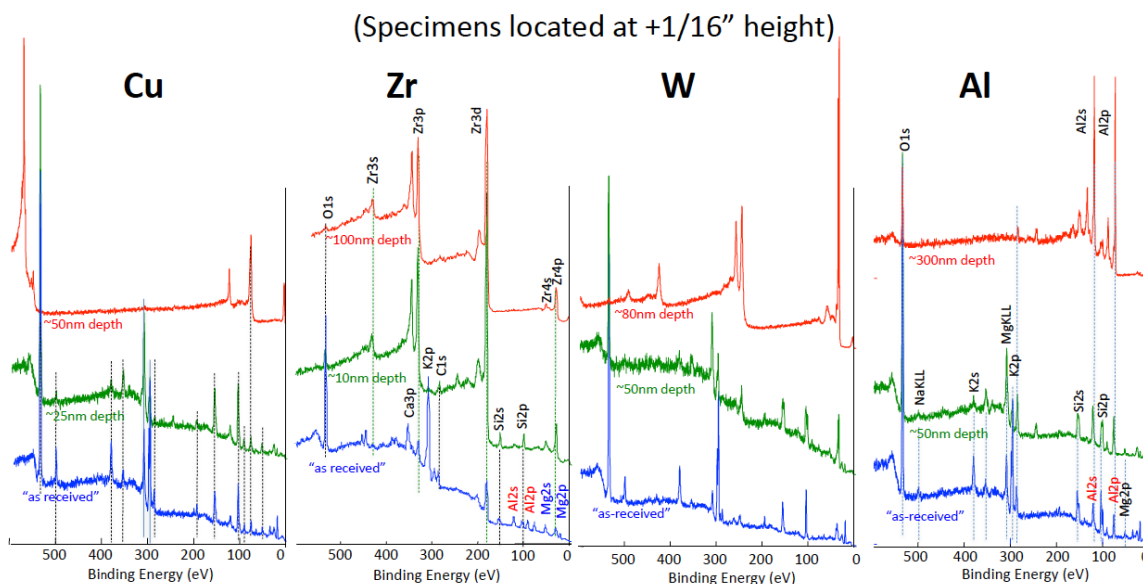 (Specimens located at +1/16” height)
Cu
~50nm depth
~25nm depth
“as received”
500 400 300 200 100 0
Binding Energy (eV)
Zr
O1s
Zr3s
Zr3p
Zr3d
~100nm depth
Zr4s
Zr4p
~10nm depth
Ca3p
K2p
C1s
Si2s
Si2p
“as received”
Al2s
Al2p
Mg2s
Mg2p
500 400 300 200 100 0
Binding Energy (eV)
W
~80nm depth
~50nm depth
“as-received”
500 400 300 200 100 0
Binding Energy (eV)
Al
O1s
Al2s
Al2p
~300nm depth
NaKLL
K2s
MgKLL
K2p
Si2s
Si2p
~50nm depth
Al2s
Al2p
Mg2p
“as-received”
500 400 300 200 100 0
Binding Energy (eV)